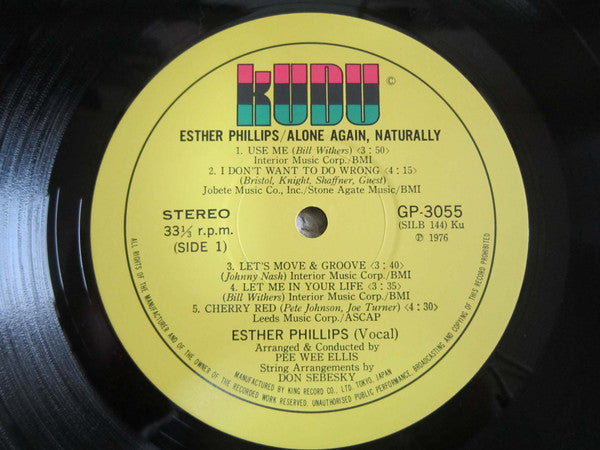 KUDU ©
ESTHER PHILLIPS/ALONE AGAIN, NATURALLY
1. USE ME (Bill Withers) <3:50>
Interior Music Corp./BMI
2. I DON'T WANT TO DO WRONG <4:15>
(Bristol, Knight, Shaffner, Guest)
Jobete Music Co., Inc./Stone Agate Music/BMI
STEREO
33⅓ r.p.m.
(SIDE 1)
GP-3055
(SILB 144) Ku
℗ 1976
3. LET'S MOVE & GROOVE <3:40>
(Johnny Nash) Interior Music Corp./BMI
4. LET ME IN YOUR LIFE <3:35>
(Bill Withers) Interior Music Corp./BMI
5. CHERRY RED (Pete Johnson, Joe Turner) <4:30>
Leeds Music Corp./ASCAP
ESTHER PHILLIPS (Vocal)
Arranged & Conducted by
PEE WEE ELLIS
String Arrangements by
DON SEBESKY
MANUFACTURED BY KING RECORD CO., LTD. TOKYO, JAPAN
ALL RIGHTS OF THE MANUFACTURER AND OF THE OWNER OF THE RECORDED WORK RESERVED. UNAUTHORISED PUBLIC PERFORMANCE, BROADCASTING AND COPYING OF THIS RECORD PROHIBITED